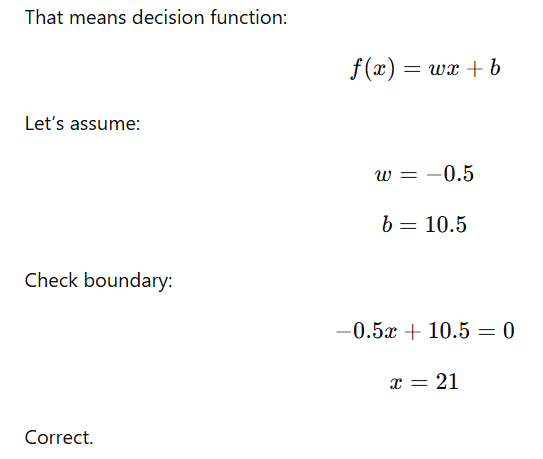 That means decision function:
f(x) = wx + b
Let's assume:
w = −0.5
b = 10.5
Check boundary:
−0.5x + 10.5 = 0
x = 21
Correct.